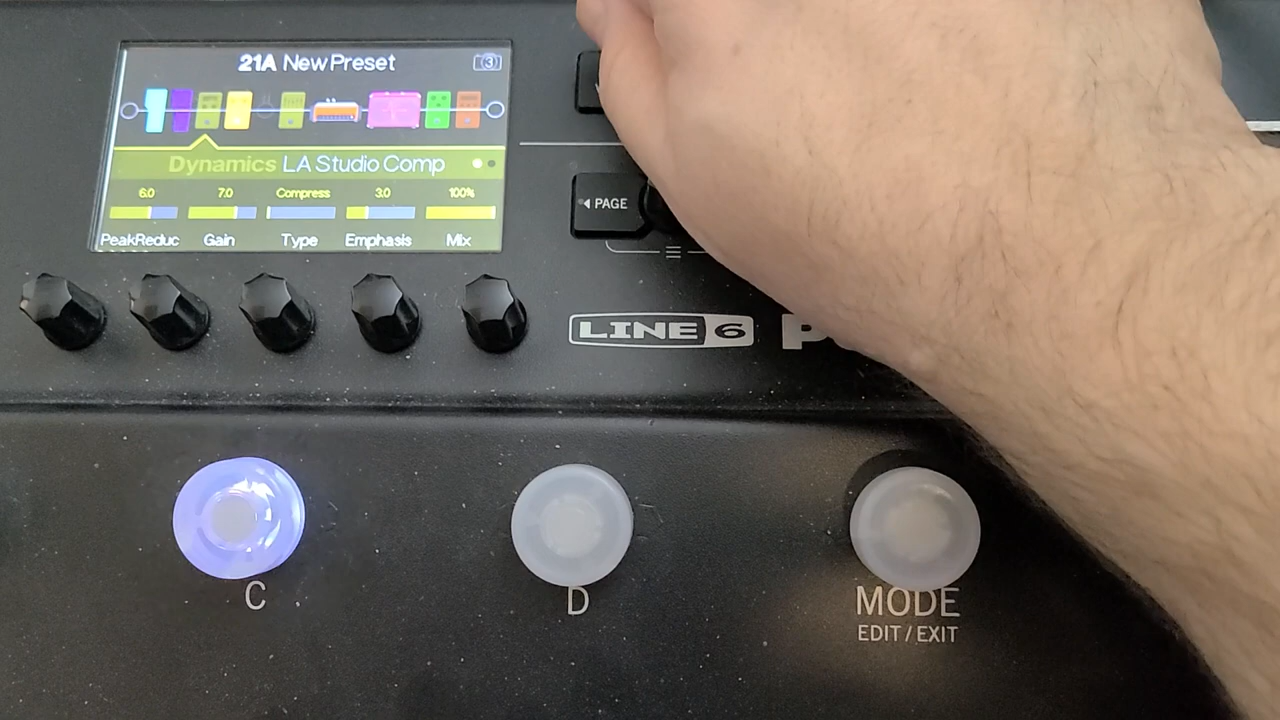 21A New Preset
3
Dynamics LA Studio Comp
6.0 7.0 Compress 3.0 100%
PeakReduc Gain Type Emphasis Mix
PAGE
LINE 6
C
D
MODE
EDIT/EXIT